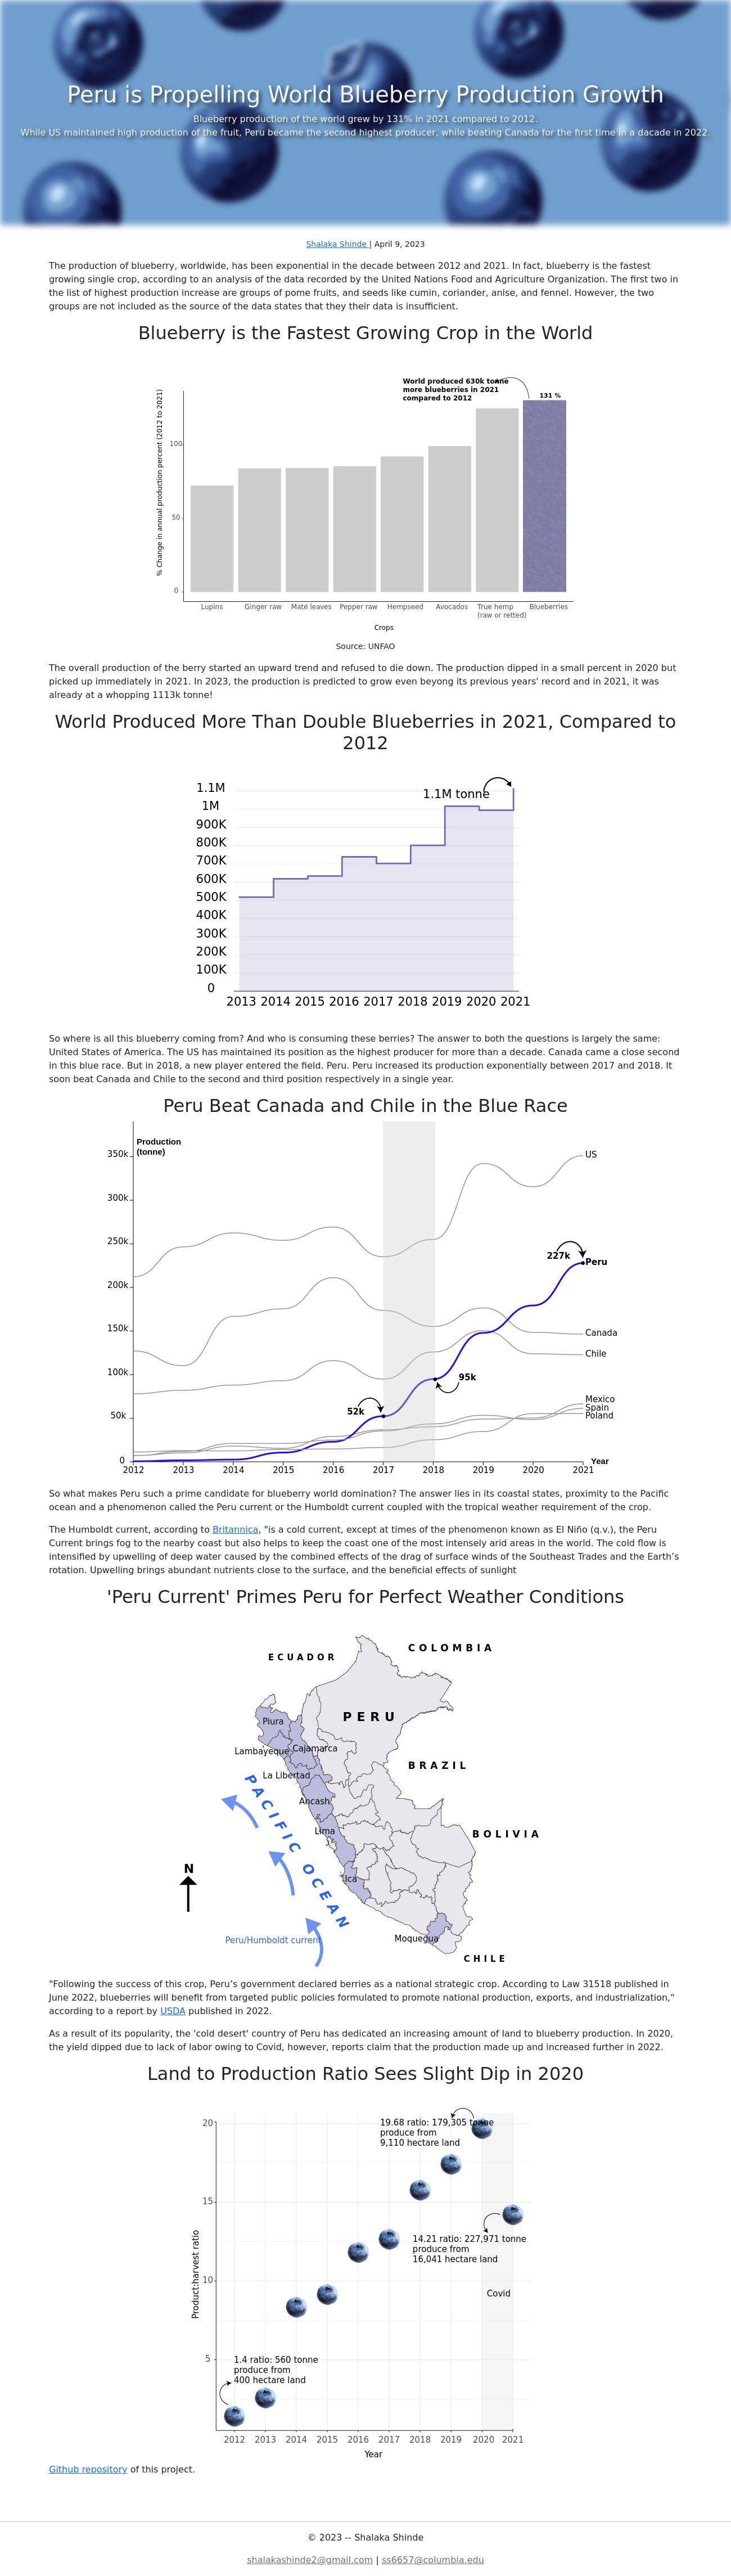 Peru is Propelling World Blueberry Production Growth
Blueberry production of the world grew by 131% in 2021 compared to 2012.
While US maintained high production of the fruit, Peru became the second highest producer, while beating Canada for the first time in a dacade in 2022.
Shalaka Shinde | April 9, 2023
The production of blueberry, worldwide, has been exponential in the decade between 2012 and 2021. In fact, blueberry is the fastest
growing single crop, according to an analysis of the data recorded by the United Nations Food and Agriculture Organization. The first two in
the list of highest production increase are groups of pome fruits, and seeds like cumin, coriander, anise, and fennel. However, the two
groups are not included as the source of the data states that they their data is insufficient.
Blueberry is the Fastest Growing Crop in the World
World produced 630k tonne
more blueberries in 2021
compared to 2012
131 %
% Change in annual production percent (2012 to 2021)
100
50
0
Lupins Ginger raw Maté leaves Pepper raw Hempseed Avocados True hemp Blueberries
(raw or retted)
Crops
Source: UNFAO
The overall production of the berry started an upward trend and refused to die down. The production dipped in a small percent in 2020 but
picked up immediately in 2021. In 2023, the production is predicted to grow even beyong its previous years' record and in 2021, it was
already at a whopping 1113k tonne!
World Produced More Than Double Blueberries in 2021, Compared to
2012
1.1M
1.1M tonne
1M
900K
800K
700K
600K
500K
400K
300K
200K
100K
0
2013 2014 2015 2016 2017 2018 2019 2020 2021
So where is all this blueberry coming from? And who is consuming these berries? The answer to both the questions is largely the same:
United States of America. The US has maintained its position as the highest producer for more than a decade. Canada came a close second
in this blue race. But in 2018, a new player entered the field. Peru. Peru increased its production exponentially between 2017 and 2018. It
soon beat Canada and Chile to the second and third position respectively in a single year.
Peru Beat Canada and Chile in the Blue Race
Production
(tonne)
350k
US
300k
250k
227k
Peru
200k
150k
Canada
Chile
100k
95k
52k
Mexico
Spain
Poland
50k
0
Year
2012 2013 2014 2015 2016 2017 2018 2019 2020 2021
So what makes Peru such a prime candidate for blueberry world domination? The answer lies in its coastal states, proximity to the Pacific
ocean and a phenomenon called the Peru current or the Humboldt current coupled with the tropical weather requirement of the crop.
The Humboldt current, according to Britannica, "is a cold current, except at times of the phenomenon known as El Niño (q.v.), the Peru
Current brings fog to the nearby coast but also helps to keep the coast one of the most intensely arid areas in the world. The cold flow is
intensified by upwelling of deep water caused by the combined effects of the drag of surface winds of the Southeast Trades and the Earth's
rotation. Upwelling brings abundant nutrients close to the surface, and the beneficial effects of sunlight
'Peru Current' Primes Peru for Perfect Weather Conditions
COLOMBIA
ECUADOR
PERU
Piura
Lambayeque
Cajamarca
BRAZIL
La Libertad
Ancash
PACIFIC OCEAN
Lima
BOLIVIA
N
Ica
Moquegua
Peru/Humboldt current
CHILE
"Following the success of this crop, Peru's government declared berries as a national strategic crop. According to Law 31518 published in
June 2022, blueberries will benefit from targeted public policies formulated to promote national production, exports, and industrialization,"
according to a report by USDA published in 2022.
As a result of its popularity, the 'cold desert' country of Peru has dedicated an increasing amount of land to blueberry production. In 2020,
the yield dipped due to lack of labor owing to Covid, however, reports claim that the production made up and increased further in 2022.
Land to Production Ratio Sees Slight Dip in 2020
20
19.68 ratio: 179,305 tonne
produce from
9,110 hectare land
15
14.21 ratio: 227,971 tonne
produce from
16,041 hectare land
Product:harvest ratio
10
Covid
5
1.4 ratio: 560 tonne
produce from
400 hectare land
2012 2013 2014 2015 2016 2017 2018 2019 2020 2021
Year
Github repository of this project.
© 2023 -- Shalaka Shinde
shalakashinde2@gmail.com | ss6657@columbia.edu